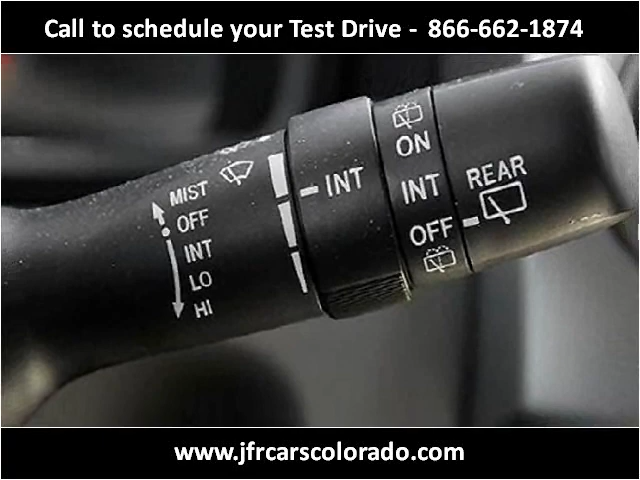 Call to schedule your Test Drive - 866-662-1874
MIST
OFF
INT
LO
HI
INT
ON
INT
OFF
REAR
www.jfrcarscolorado.com